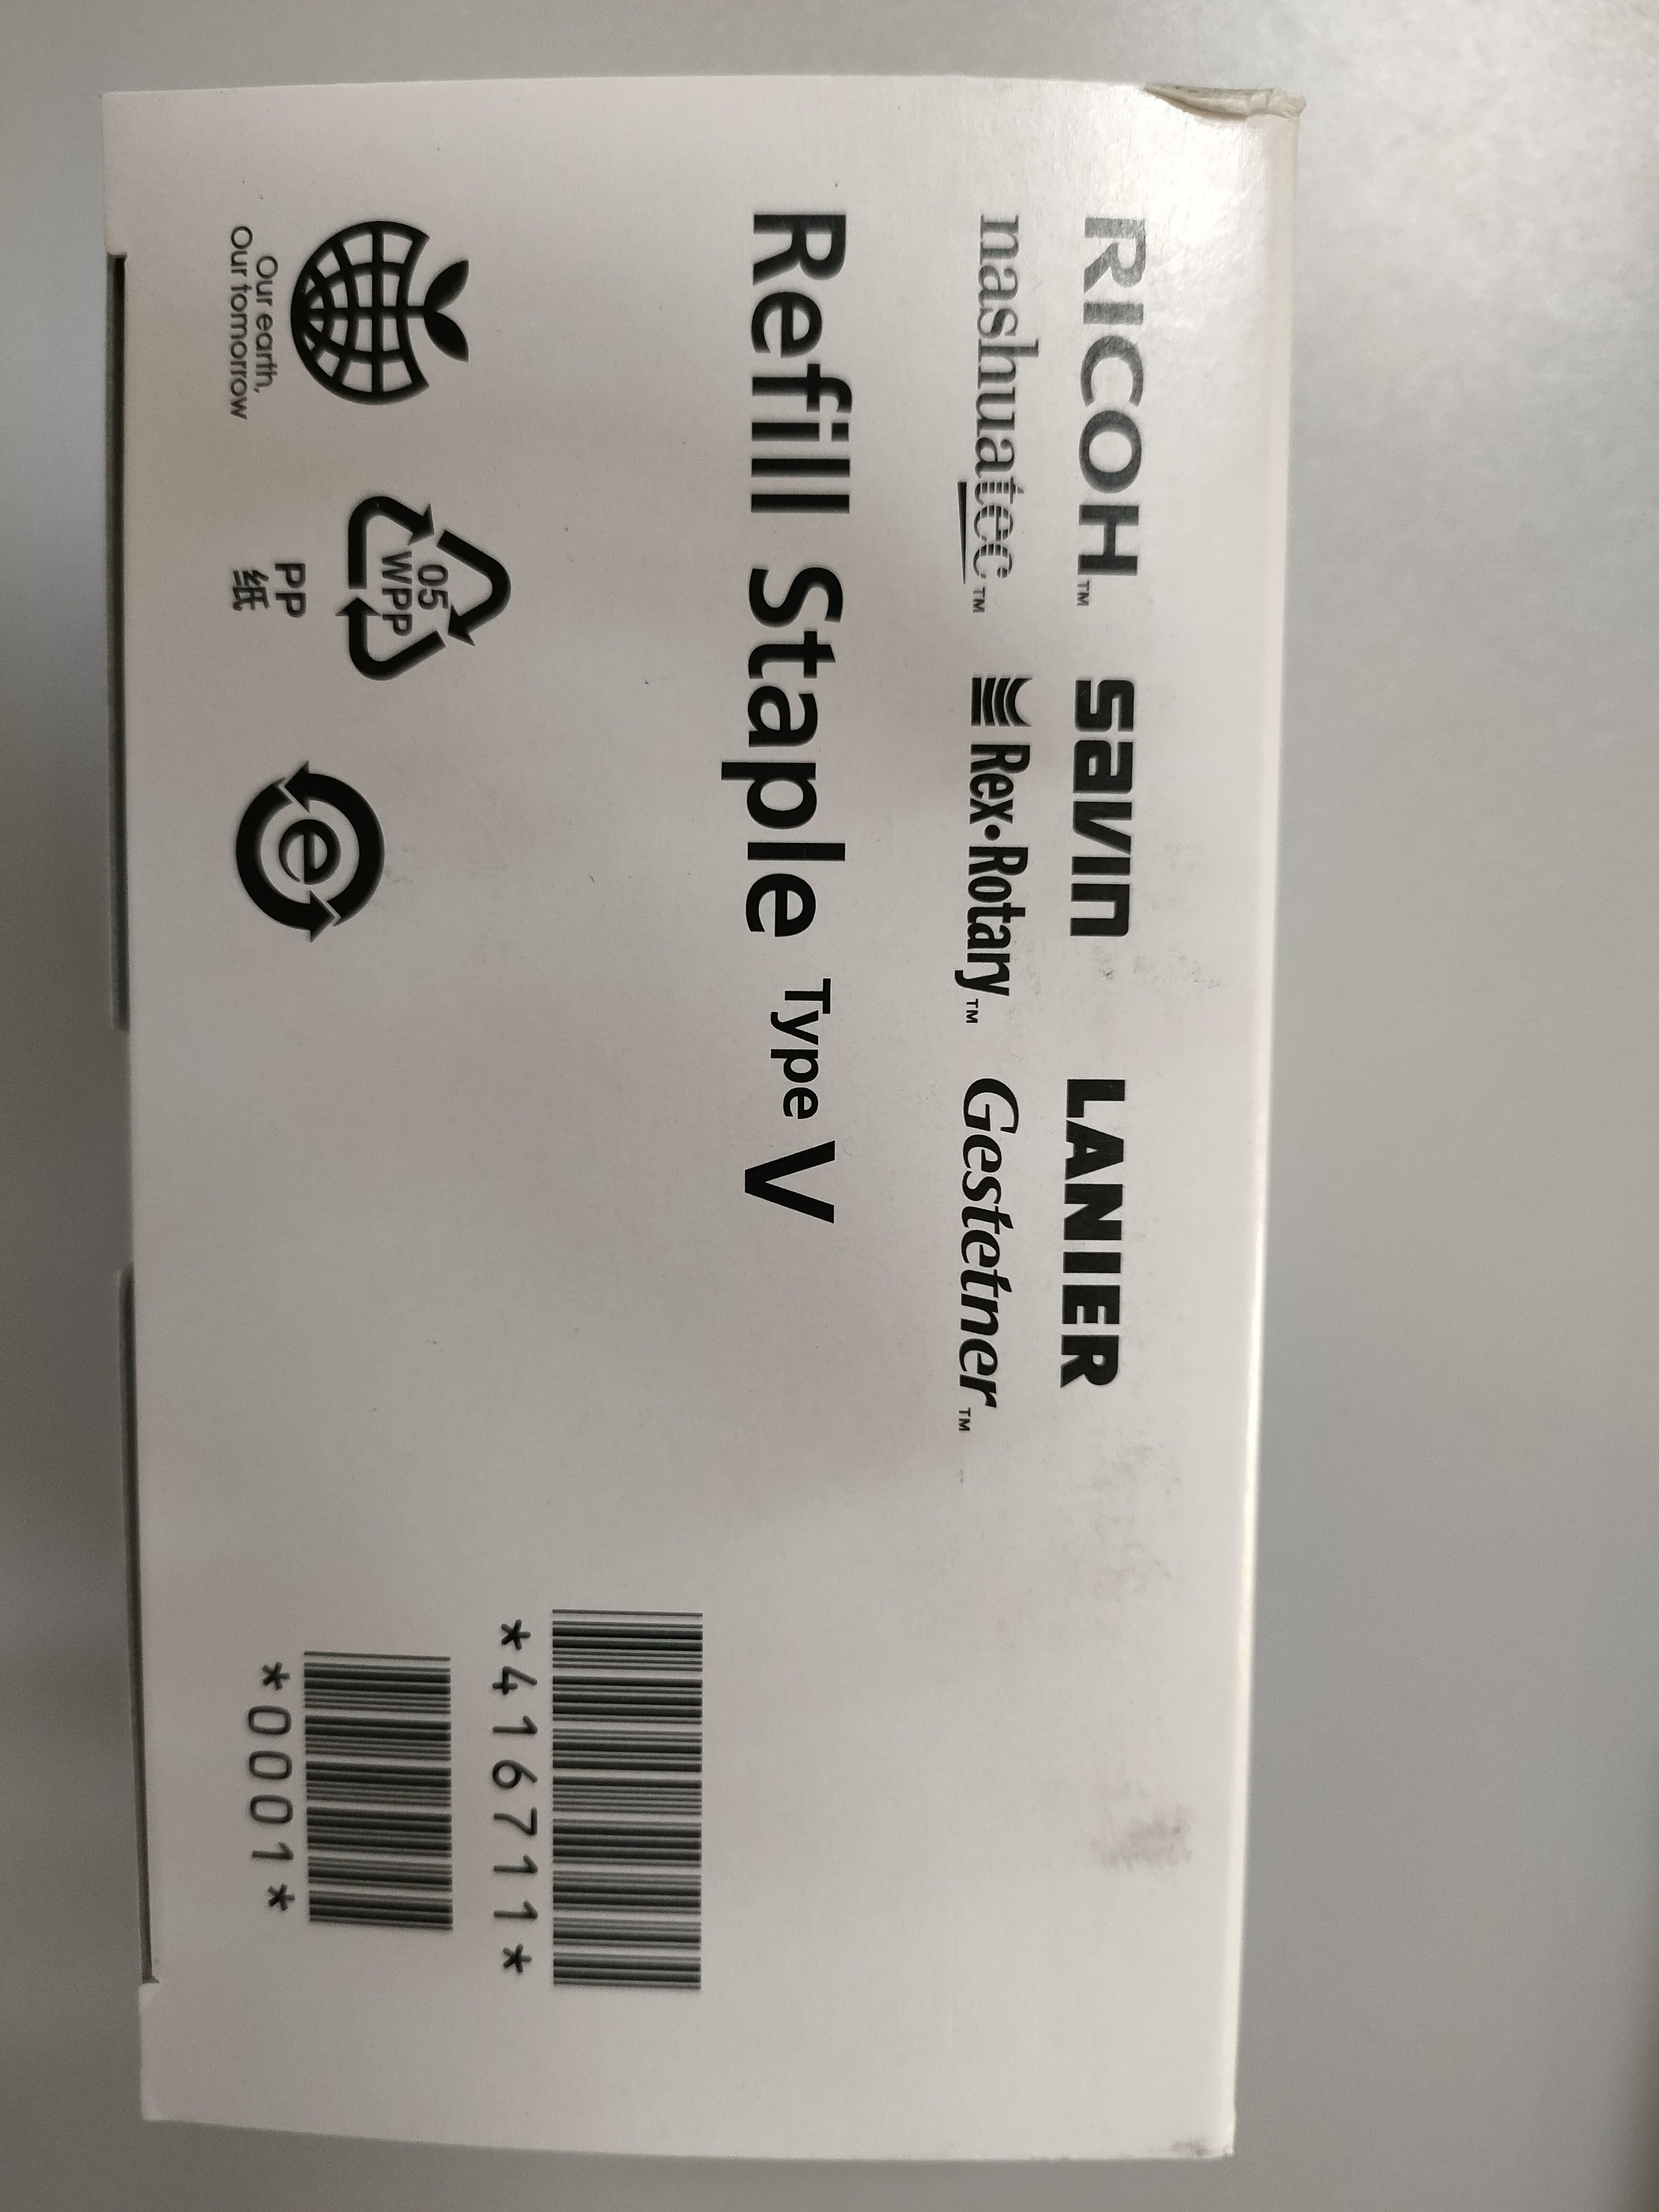 RICOH™ savin LANIER
nashuatec™ Rex•Rotary™ Gestetner™
Refill Staple Type V
*416711*
*0001*
05
WPP
e
Our earth,
Our tomorrow
PP
纸